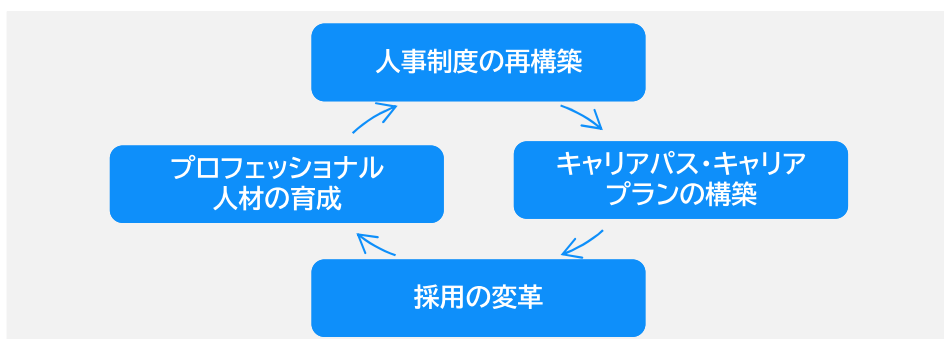 人事制度の再構築
プロフェッショナル
人材の育成
キャリアパス・キャリア
プランの構築
採用の変革